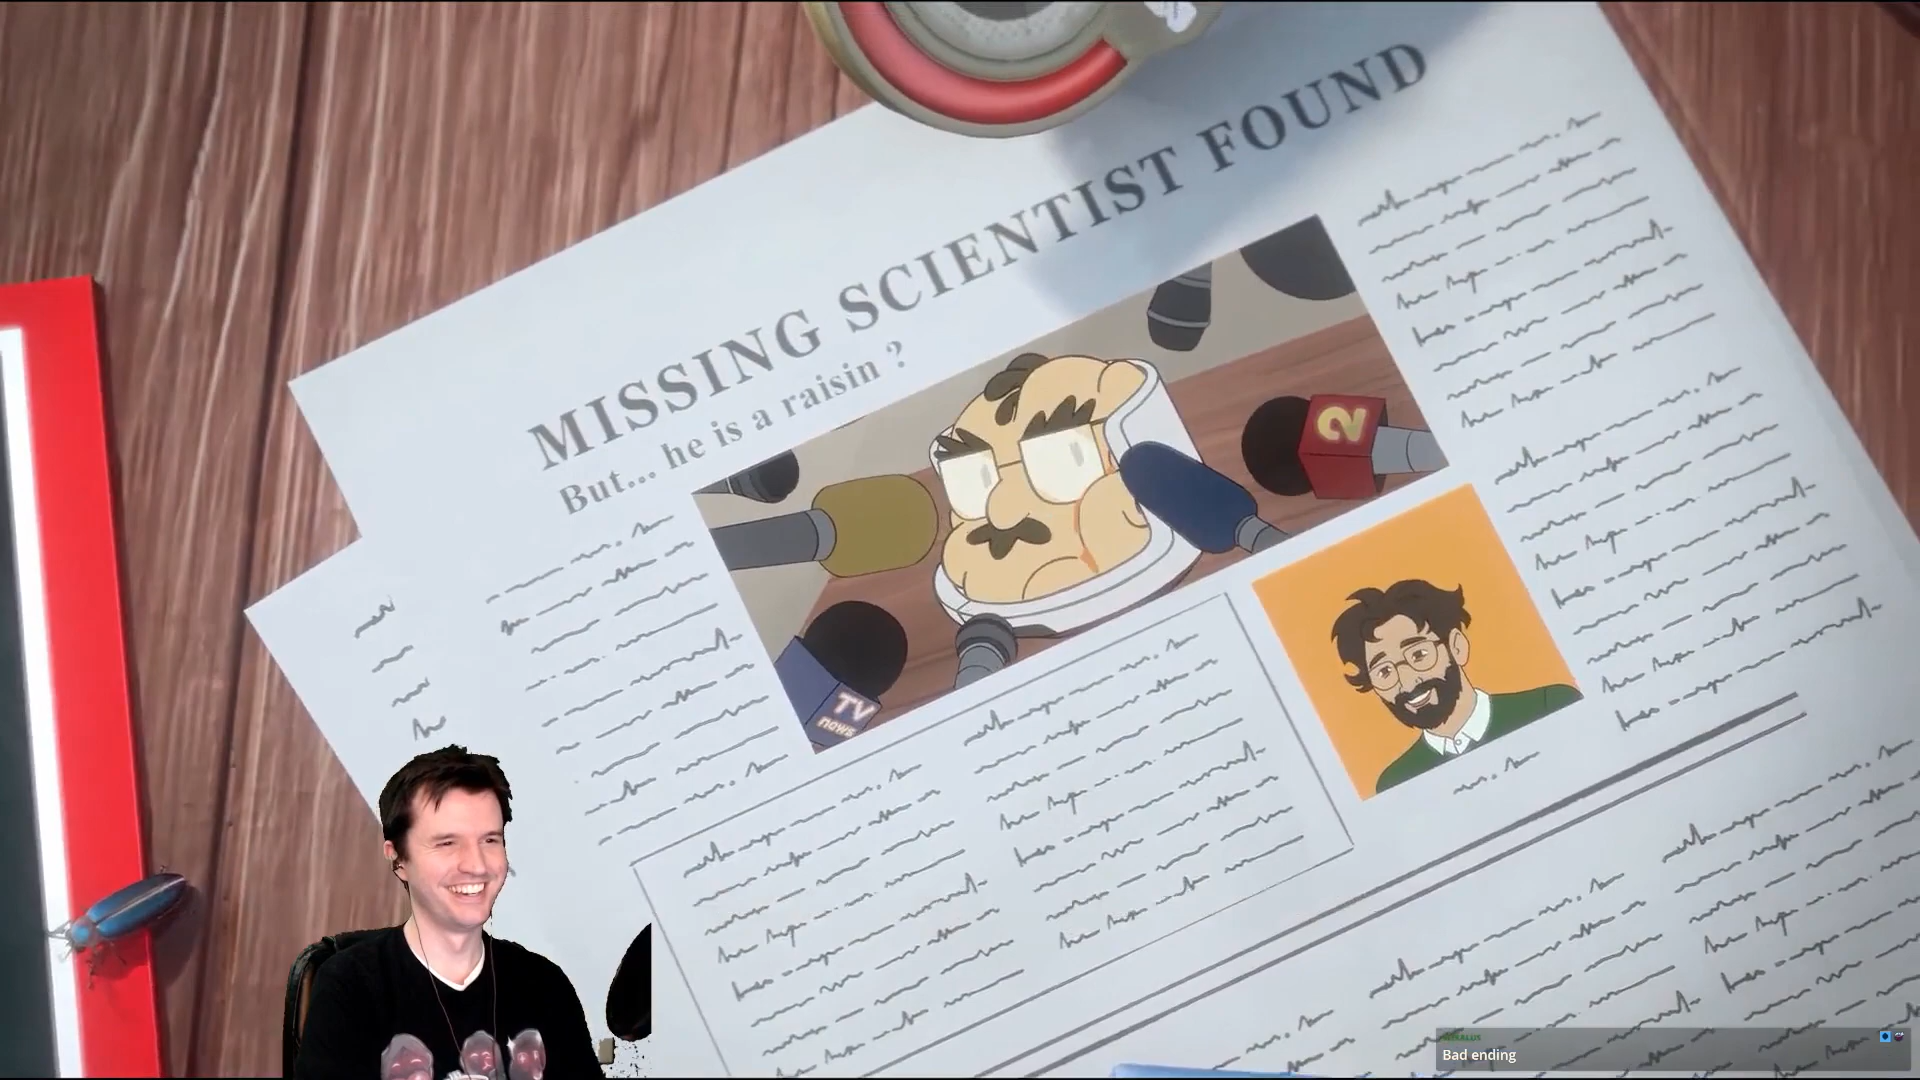 MISSING SCIENTIST FOUND
But... he is a raisin ?
2
TV
news
Bad ending